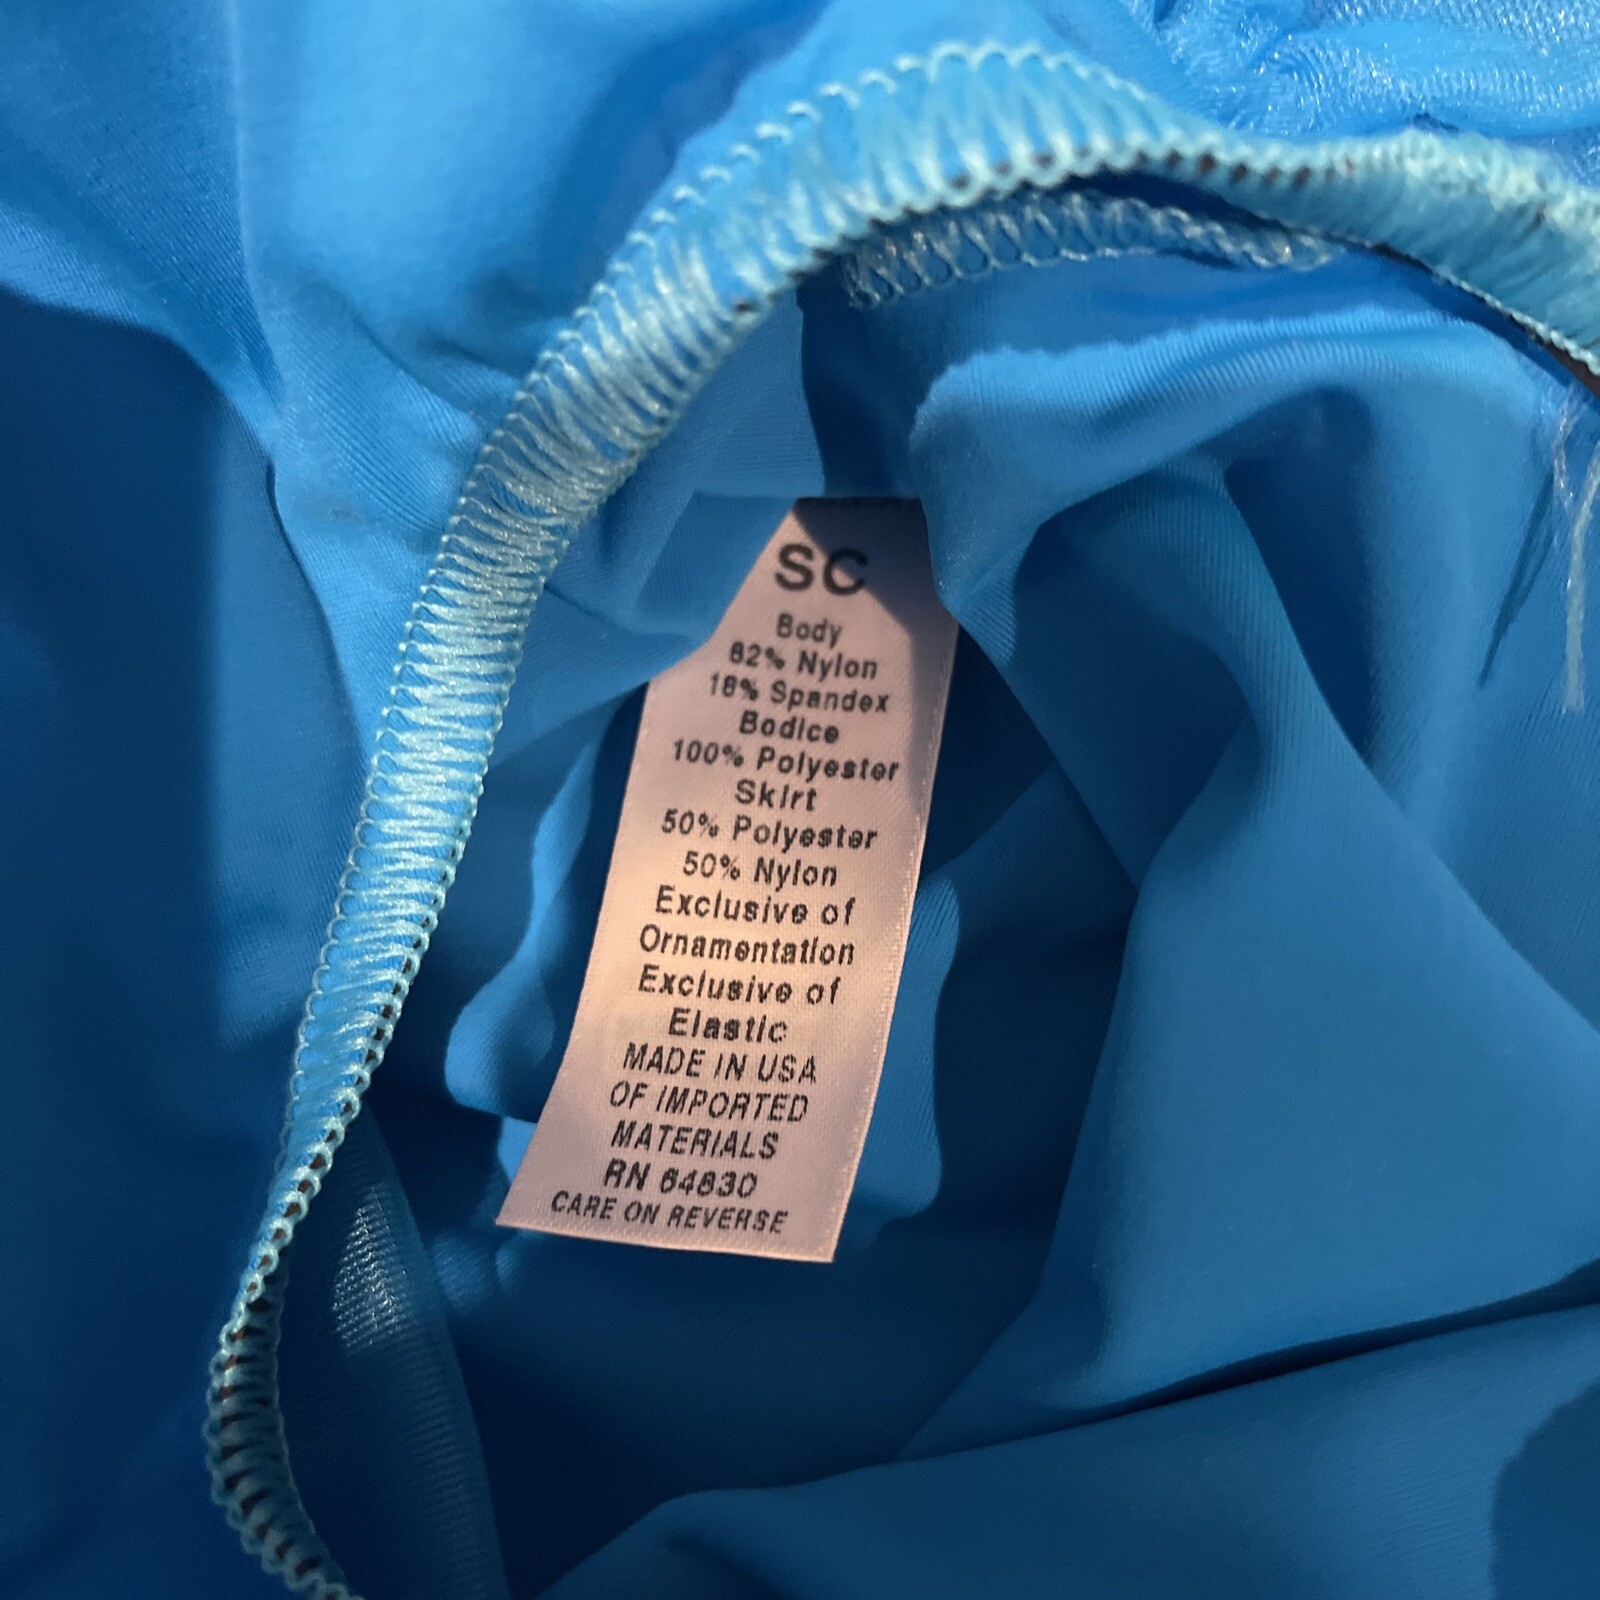 SC
Body
82% Nylon
18% Spandex
Bodice
100% Polyester
Skirt
50% Polyester
50% Nylon
Exclusive of
Ornamentation
Exclusive of
Elastic
MADE IN USA
OF IMPORTED
MATERIALS
RN 64830
CARE ON REVERSE